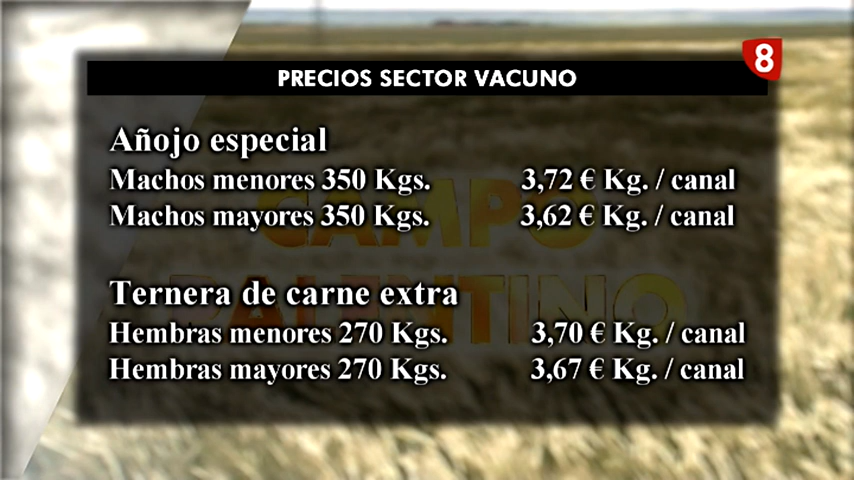 8
PRECIOS SECTOR VACUNO
Añojo especial
Machos menores 350 Kgs. 3,72 € Kg. / canal
Machos mayores 350 Kgs. 3,62 € Kg. / canal
CAMPO
PALENTINO
Ternera de carne extra
Hembras menores 270 Kgs. 3,70 € Kg. / canal
Hembras mayores 270 Kgs. 3,67 € Kg. / canal